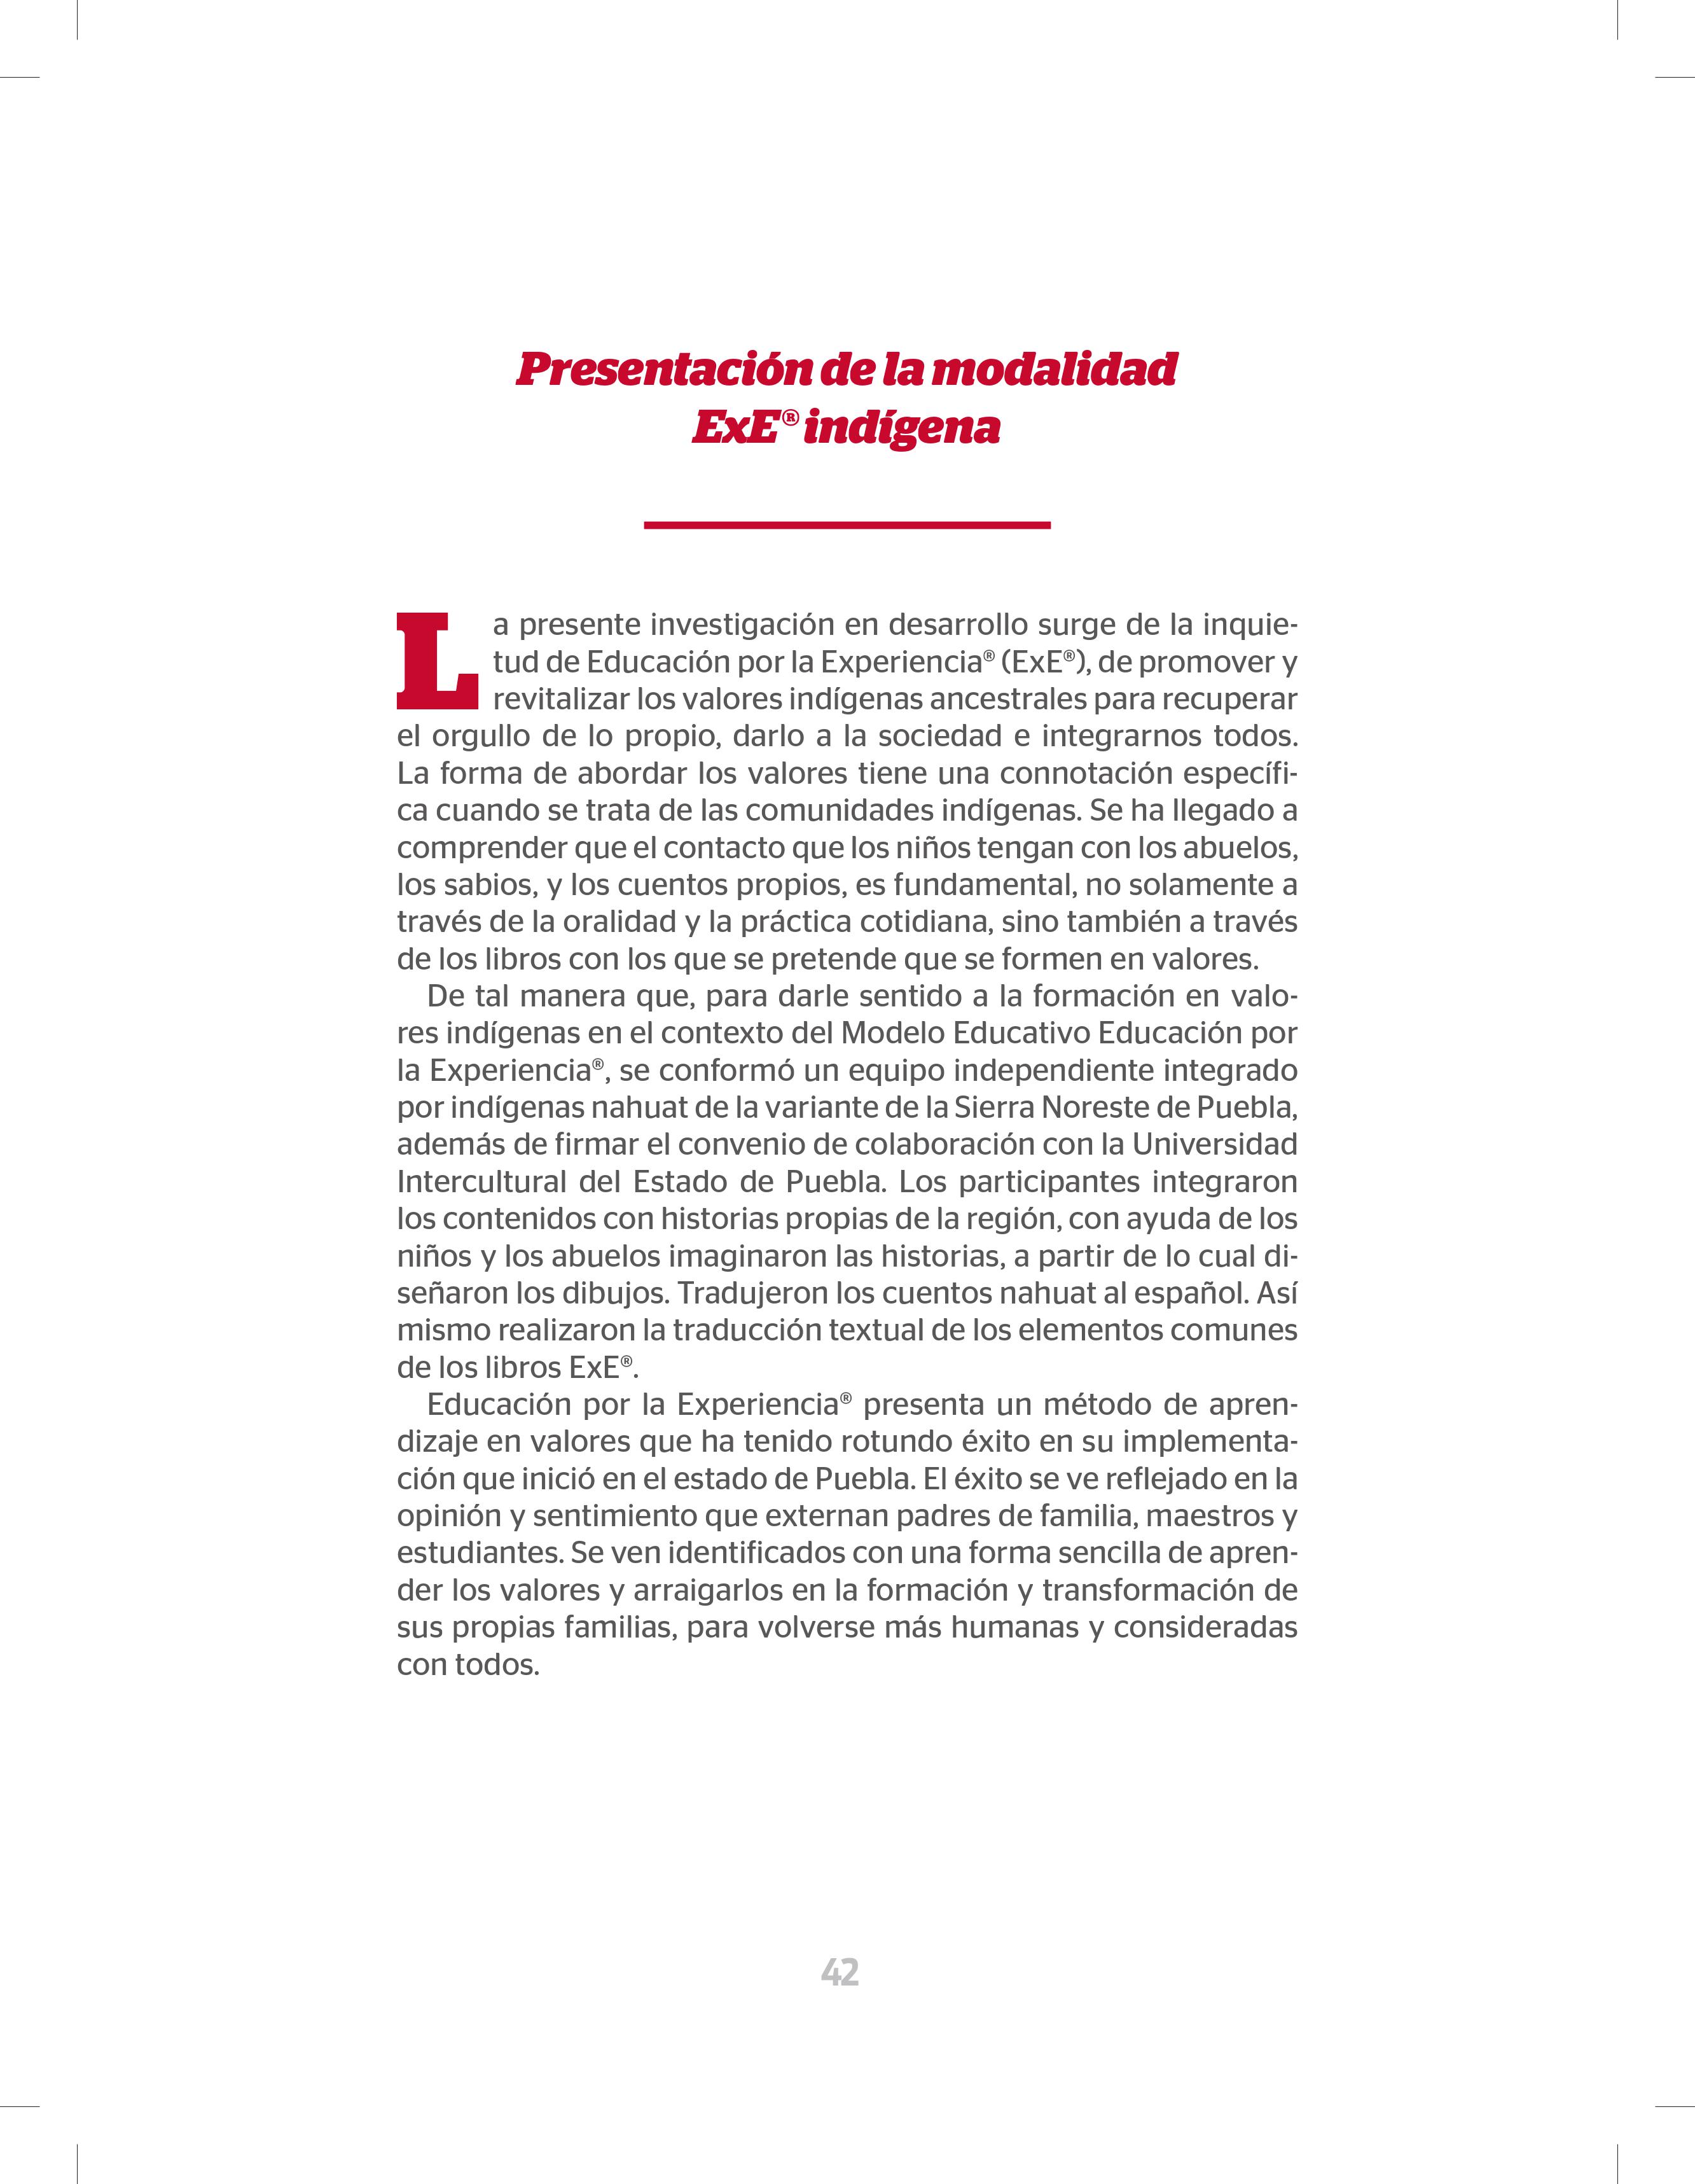 Presentación de la modalidad
ExE® indígena
La presente investigación en desarrollo surge de la inquie-
tud de Educación por la Experiencia® (ExE®), de promover y
revitalizar los valores indígenas ancestrales para recuperar
el orgullo de lo propio, darlo a la sociedad e integrarnos todos.
La forma de abordar los valores tiene una connotación específi-
ca cuando se trata de las comunidades indígenas. Se ha llegado a
comprender que el contacto que los niños tengan con los abuelos,
los sabios, y los cuentos propios, es fundamental, no solamente a
través de la oralidad y la práctica cotidiana, sino también a través
de los libros con los que se pretende que se formen en valores.
De tal manera que, para darle sentido a la formación en valo-
res indígenas en el contexto del Modelo Educativo Educación por
la Experiencia®, se conformó un equipo independiente integrado
por indígenas nahuat de la variante de la Sierra Noreste de Puebla,
además de firmar el convenio de colaboración con la Universidad
Intercultural del Estado de Puebla. Los participantes integraron
los contenidos con historias propias de la región, con ayuda de los
niños y los abuelos imaginaron las historias, a partir de lo cual di-
señaron los dibujos. Tradujeron los cuentos nahuat al español. Así
mismo realizaron la traducción textual de los elementos comunes
de los libros ExE®.
Educación por la Experiencia® presenta un método de apren-
dizaje en valores que ha tenido rotundo éxito en su implementa-
ción que inició en el estado de Puebla. El éxito se ve reflejado en la
opinión y sentimiento que externan padres de familia, maestros y
estudiantes. Se ven identificados con una forma sencilla de apren-
der los valores y arraigarlos en la formación y transformación de
sus propias familias, para volverse más humanas y consideradas
con todos.
42